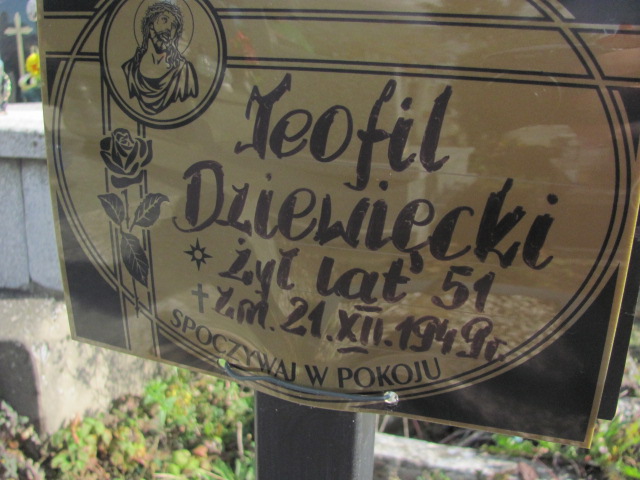 Teofil
Dziewięcki
żył lat 51
zm. 21.XII.1949r.
SPOCZYWAJ W POKOJU